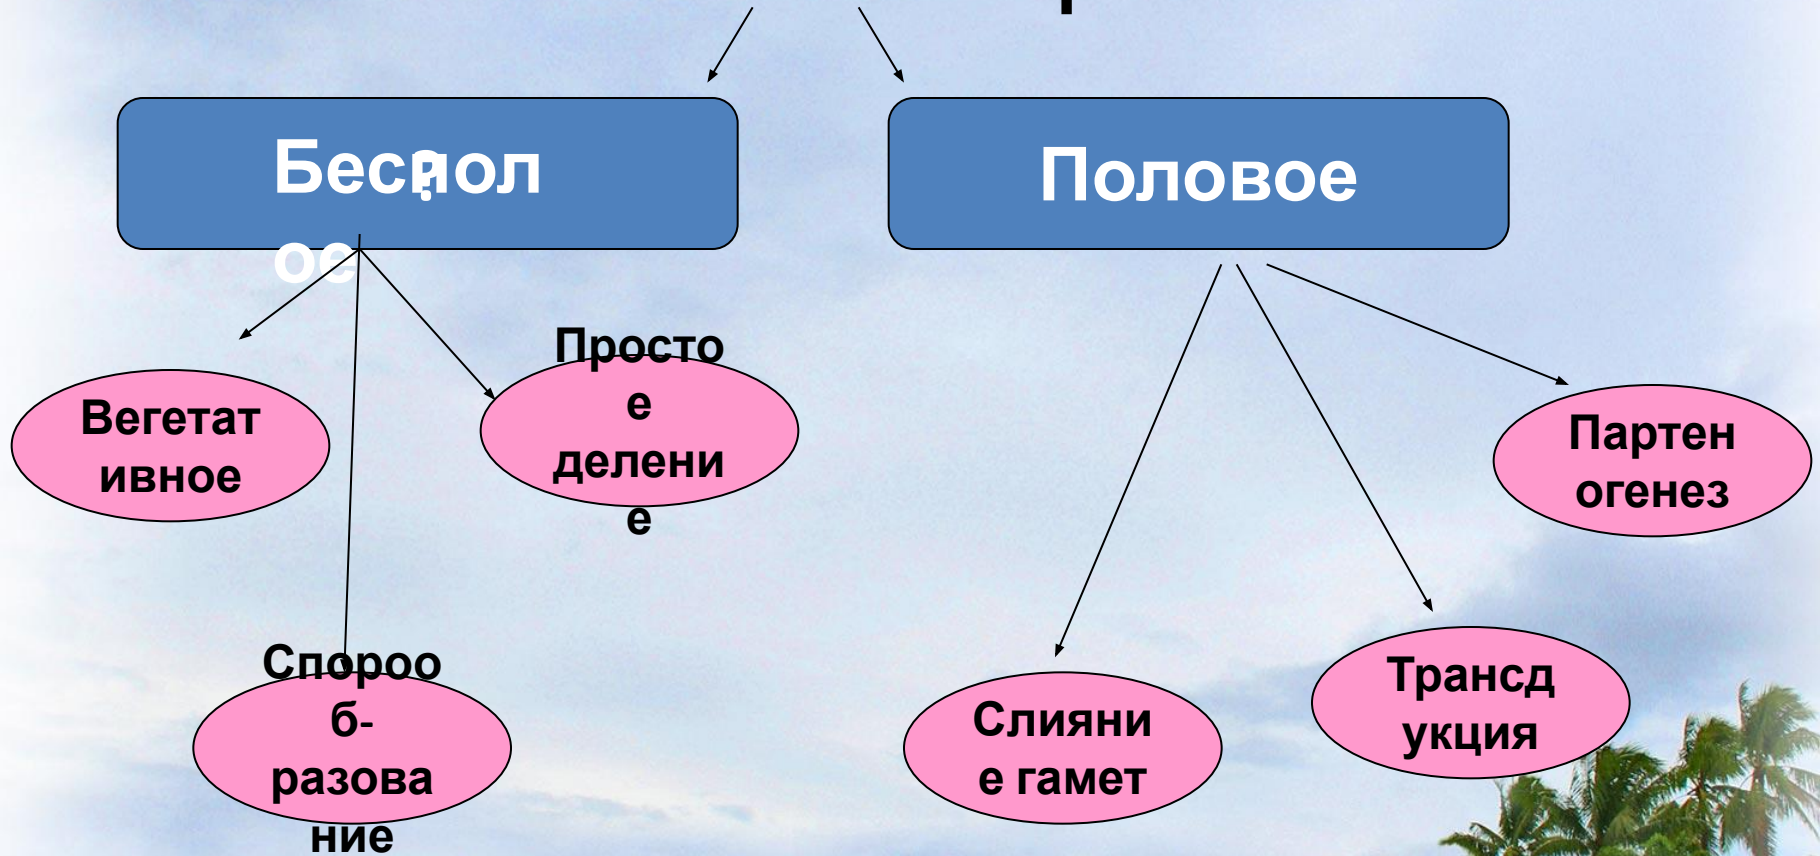 Беспол
?
Половое
ое
Просто
е
делени
е
Вегетат
ивное
Партен
огенез
Спороо
б-
разова
ние
Слияни
е гамет
Трансд
укция